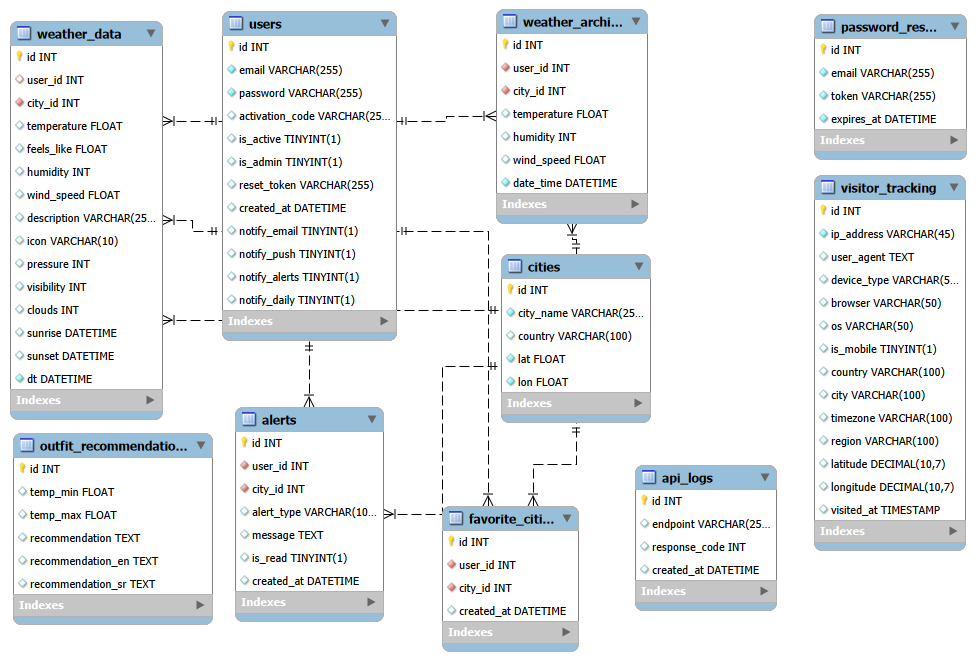 weather_data
id INT
user_id INT
city_id INT
temperature FLOAT
feels_like FLOAT
humidity INT
wind_speed FLOAT
description VARCHAR(25...
icon VARCHAR(10)
pressure INT
visibility INT
clouds INT
sunrise DATETIME
sunset DATETIME
dt DATETIME
Indexes
users
id INT
email VARCHAR(255)
password VARCHAR(255)
activation_code VARCHAR(25...
is_active TINYINT(1)
is_admin TINYINT(1)
reset_token VARCHAR(255)
created_at DATETIME
notify_email TINYINT(1)
notify_push TINYINT(1)
notify_alerts TINYINT(1)
notify_daily TINYINT(1)
Indexes
weather_archi...
id INT
user_id INT
city_id INT
temperature FLOAT
humidity INT
wind_speed FLOAT
date_time DATETIME
Indexes
password_res...
id INT
email VARCHAR(255)
token VARCHAR(255)
expires_at DATETIME
Indexes
visitor_tracking
id INT
ip_address VARCHAR(45)
user_agent TEXT
device_type VARCHAR(5...
browser VARCHAR(50)
os VARCHAR(50)
is_mobile TINYINT(1)
country VARCHAR(100)
city VARCHAR(100)
timezone VARCHAR(100)
region VARCHAR(100)
latitude DECIMAL(10,7)
longitude DECIMAL(10,7)
visited_at TIMESTAMP
Indexes
cities
id INT
city_name VARCHAR(25...
country VARCHAR(100)
lat FLOAT
lon FLOAT
Indexes
outfit_recommendatio...
id INT
temp_min FLOAT
temp_max FLOAT
recommendation TEXT
recommendation_en TEXT
recommendation_sr TEXT
Indexes
alerts
id INT
user_id INT
city_id INT
alert_type VARCHAR(10...
message TEXT
is_read TINYINT(1)
created_at DATETIME
Indexes
favorite_citi...
id INT
user_id INT
city_id INT
created_at DATETIME
Indexes
api_logs
id INT
endpoint VARCHAR(25...
response_code INT
created_at DATETIME
Indexes